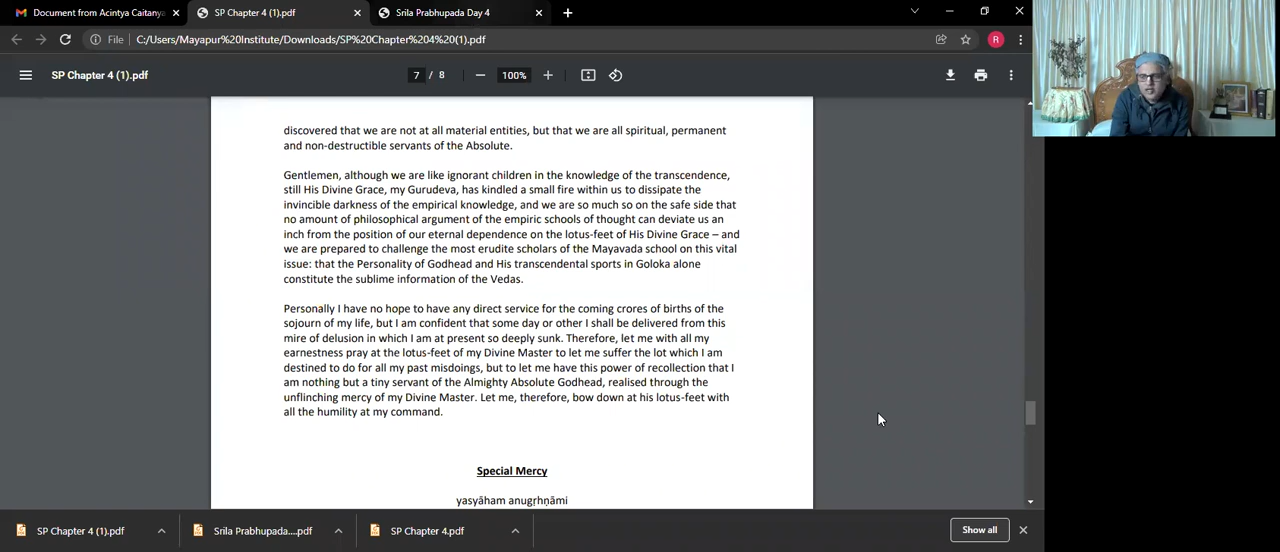 Document from Acintya Caitanya
SP Chapter 4 (1).pdf
Srila Prabhupada Day 4
File
C:/Users/Mayapur%20Institute/Downloads/SP%20Chapter%204%20(1).pdf
R
SP Chapter 4 (1).pdf
7 / 8
100%
discovered that we are not at all material entities, but that we are all spiritual, permanent
and non-destructible servants of the Absolute.
Gentlemen, although we are like ignorant children in the knowledge of the transcendence,
still His Divine Grace, my Gurudeva, has kindled a small fire within us to dissipate the
invincible darkness of the empirical knowledge, and we are so much so on the safe side that
no amount of philosophical argument of the empiric schools of thought can deviate us an
inch from the position of our eternal dependence on the lotus-feet of His Divine Grace – and
we are prepared to challenge the most erudite scholars of the Mayavada school on this vital
issue: that the Personality of Godhead and His transcendental sports in Goloka alone
constitute the sublime information of the Vedas.
Personally I have no hope to have any direct service for the coming crores of births of the
sojourn of my life, but I am confident that some day or other I shall be delivered from this
mire of delusion in which I am at present so deeply sunk. Therefore, let me with all my
earnestness pray at the lotus-feet of my Divine Master to let me suffer the lot which I am
destined to do for all my past misdoings, but to let me have this power of recollection that I
am nothing but a tiny servant of the Almighty Absolute Godhead, realised through the
unflinching mercy of my Divine Master. Let me, therefore, bow down at his lotus-feet with
all the humility at my command.
Special Mercy
yasyāham anugṛhṇāmi
SP Chapter 4 (1).pdf
Srila Prabhupada....pdf
SP Chapter 4.pdf
Show all